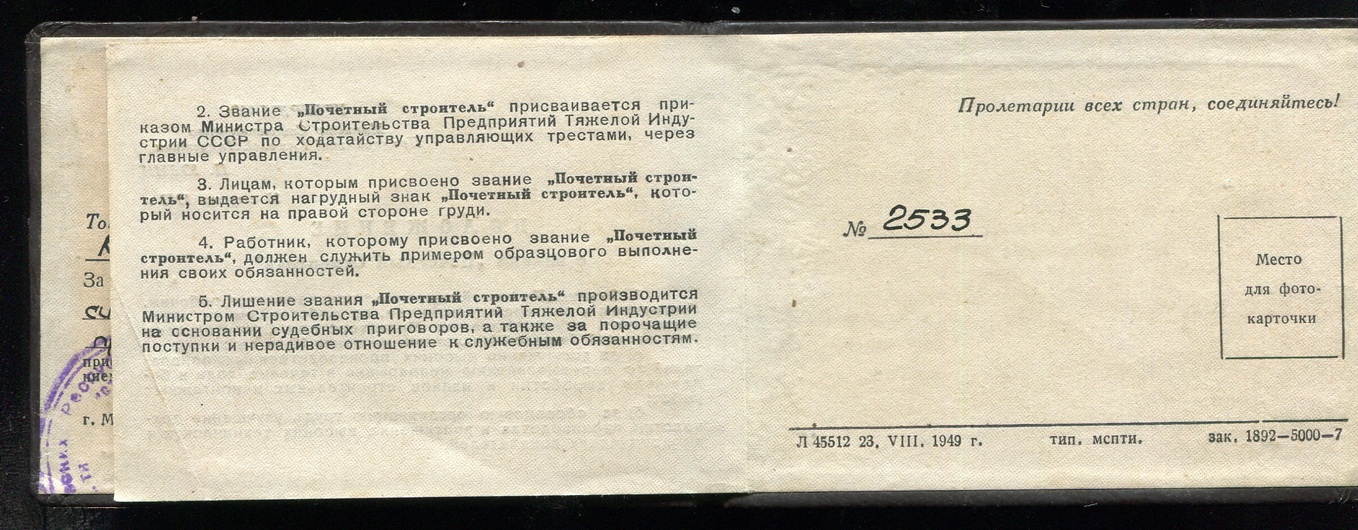 2. Звание „Почетный строитель“ присваивается при-
казом Министра Строительства Предприятий Тяжелой Инду-
стрии СССР по ходатайству управляющих трестами, через
главные управления.
3. Лицам, которым присвоено звание „Почетный строи-
тель“, выдается нагрудный знак „Почетный строитель“, кото-
рый носится на правой стороне груди.
4. Работник, которому присвоено звание „Почетный
строитель“, должен служить примером образцового выполне-
ния своих обязанностей.
5. Лишение звания „Почетный строитель“ производится
Министром Строительства Предприятий Тяжелой Индустрии
на основании судебных приговоров, а также за порочащие
поступки и нерадивое отношение к служебным обязанностям.
За
г. М
Пролетарии всех стран, соединяйтесь!
№ 2533
Место
для фото-
карточки
Л 45512 23. VIII. 1949 г. тип. мспти. зак. 1892—5000—7